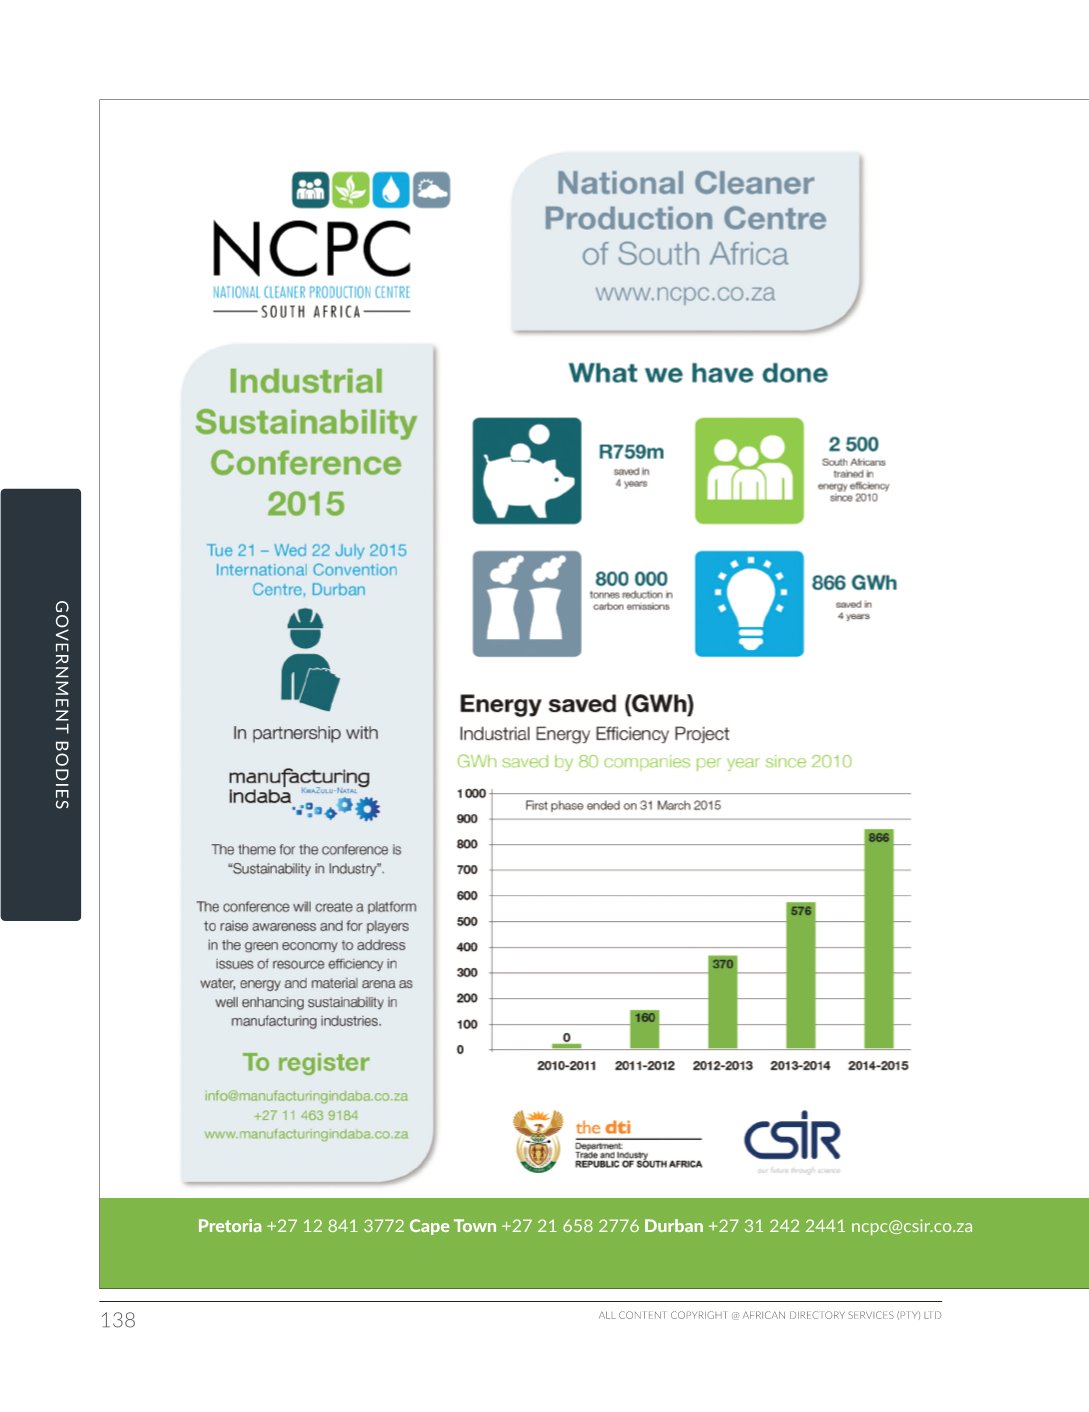 NCPC
NATIONAL CLEANER PRODUCTION CENTRE
SOUTH AFRICA
National Cleaner
Production Centre
of South Africa
www.ncpc.co.za
Industrial
Sustainability
Conference
2015
Tue 21 – Wed 22 July 2015
International Convention
Centre, Durban
In partnership with
manufacturing
indaba
KwaZulu-Natal
The theme for the conference is
“Sustainability in Industry”.
The conference will create a platform
to raise awareness and for players
in the green economy to address
issues of resource efficiency in
water, energy and material arena as
well enhancing sustainability in
manufacturing industries.
To register
info@manufacturingindaba.co.za
+27 11 463 9184
www.manufacturingindaba.co.za
What we have done
R759m
saved in
4 years
2 500
South Africans
trained in
energy efficiency
since 2010
800 000
tonnes reduction in
carbon emissions
866 GWh
saved in
4 years
Energy saved (GWh)
Industrial Energy Efficiency Project
GWh saved by 80 companies per year since 2010
First phase ended on 31 March 2015
1000
900
800
700
600
500
400
300
200
100
0
0
160
370
576
866
2010-2011 2011-2012 2012-2013 2013-2014 2014-2015
the dti
Department:
Trade and Industry
REPUBLIC OF SOUTH AFRICA
CSIR
our future through science
Pretoria +27 12 841 3772 Cape Town +27 21 658 2776 Durban +27 31 242 2441 ncpc@csir.co.za
GOVERNMENT BODIES
138
ALL CONTENT COPYRIGHT @ AFRICAN DIRECTORY SERVICES (PTY) LTD